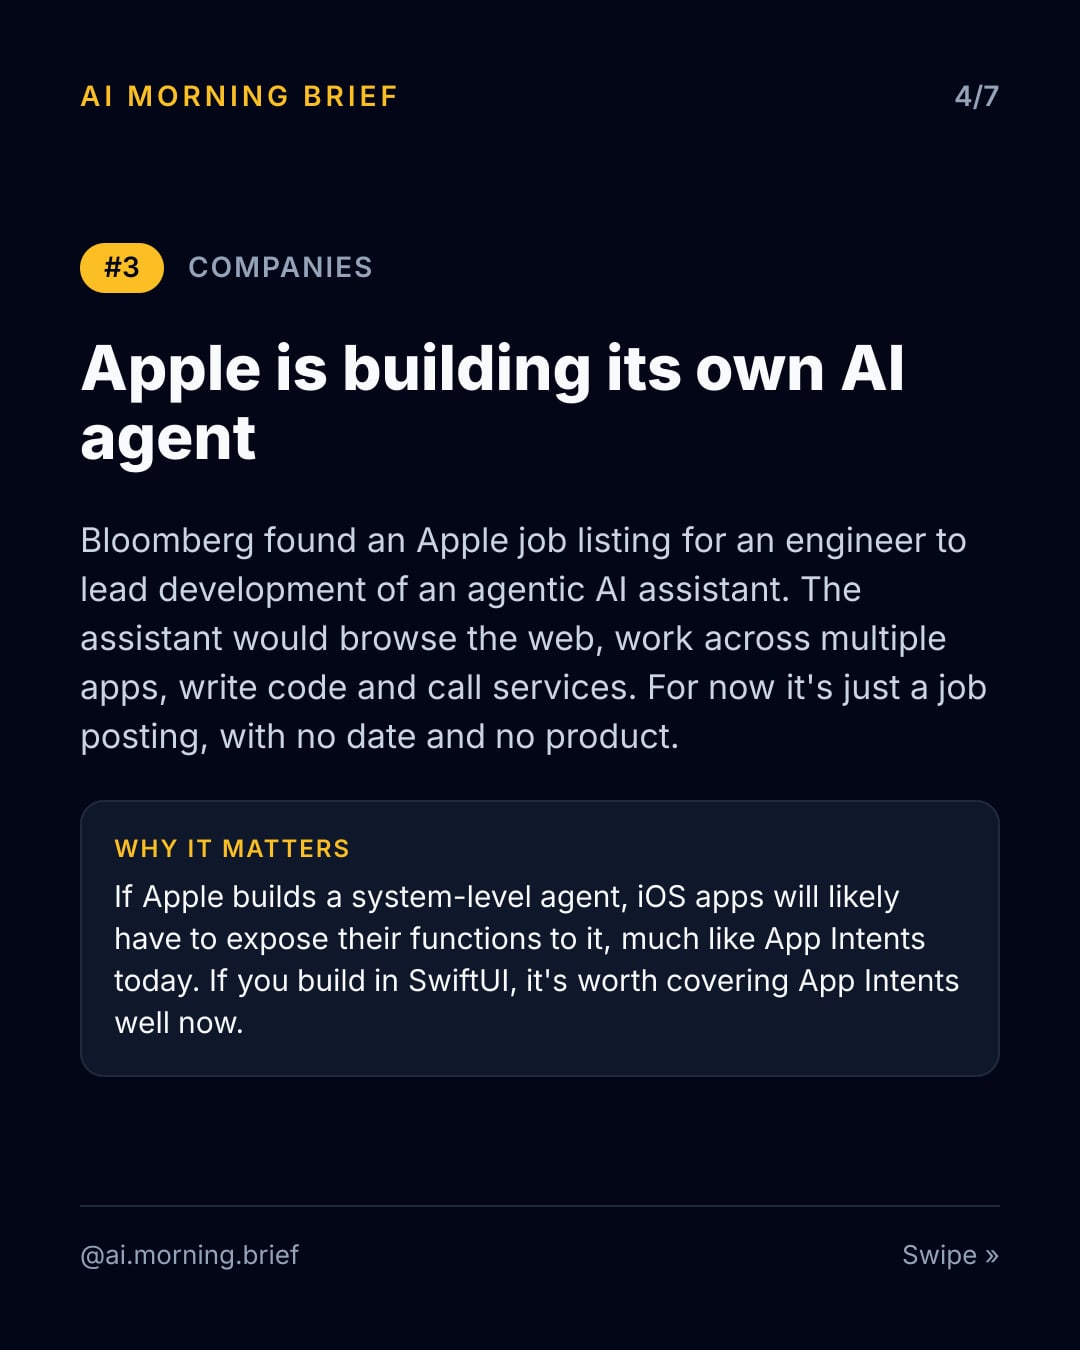 AI MORNING BRIEF
4/7
#3 COMPANIES
Apple is building its own AI
agent
Bloomberg found an Apple job listing for an engineer to
lead development of an agentic AI assistant. The
assistant would browse the web, work across multiple
apps, write code and call services. For now it's just a job
posting, with no date and no product.
WHY IT MATTERS
If Apple builds a system-level agent, iOS apps will likely
have to expose their functions to it, much like App Intents
today. If you build in SwiftUI, it's worth covering App Intents
well now.
@ai.morning.brief
Swipe »